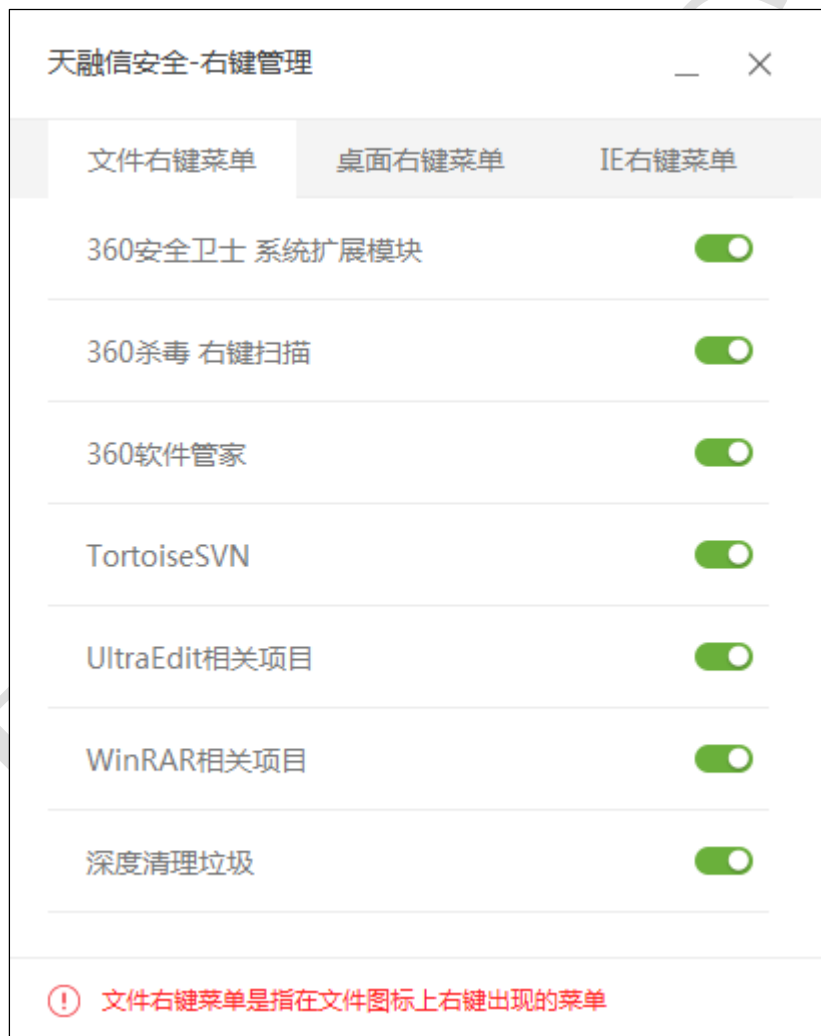 天融信安全-右键管理
文件右键菜单 桌面右键菜单 IE右键菜单
360安全卫士 系统扩展模块
360杀毒 右键扫描
360软件管家
TortoiseSVN
UltraEdit相关项目
WinRAR相关项目
深度清理垃圾
文件右键菜单是指在文件图标上右键出现的菜单